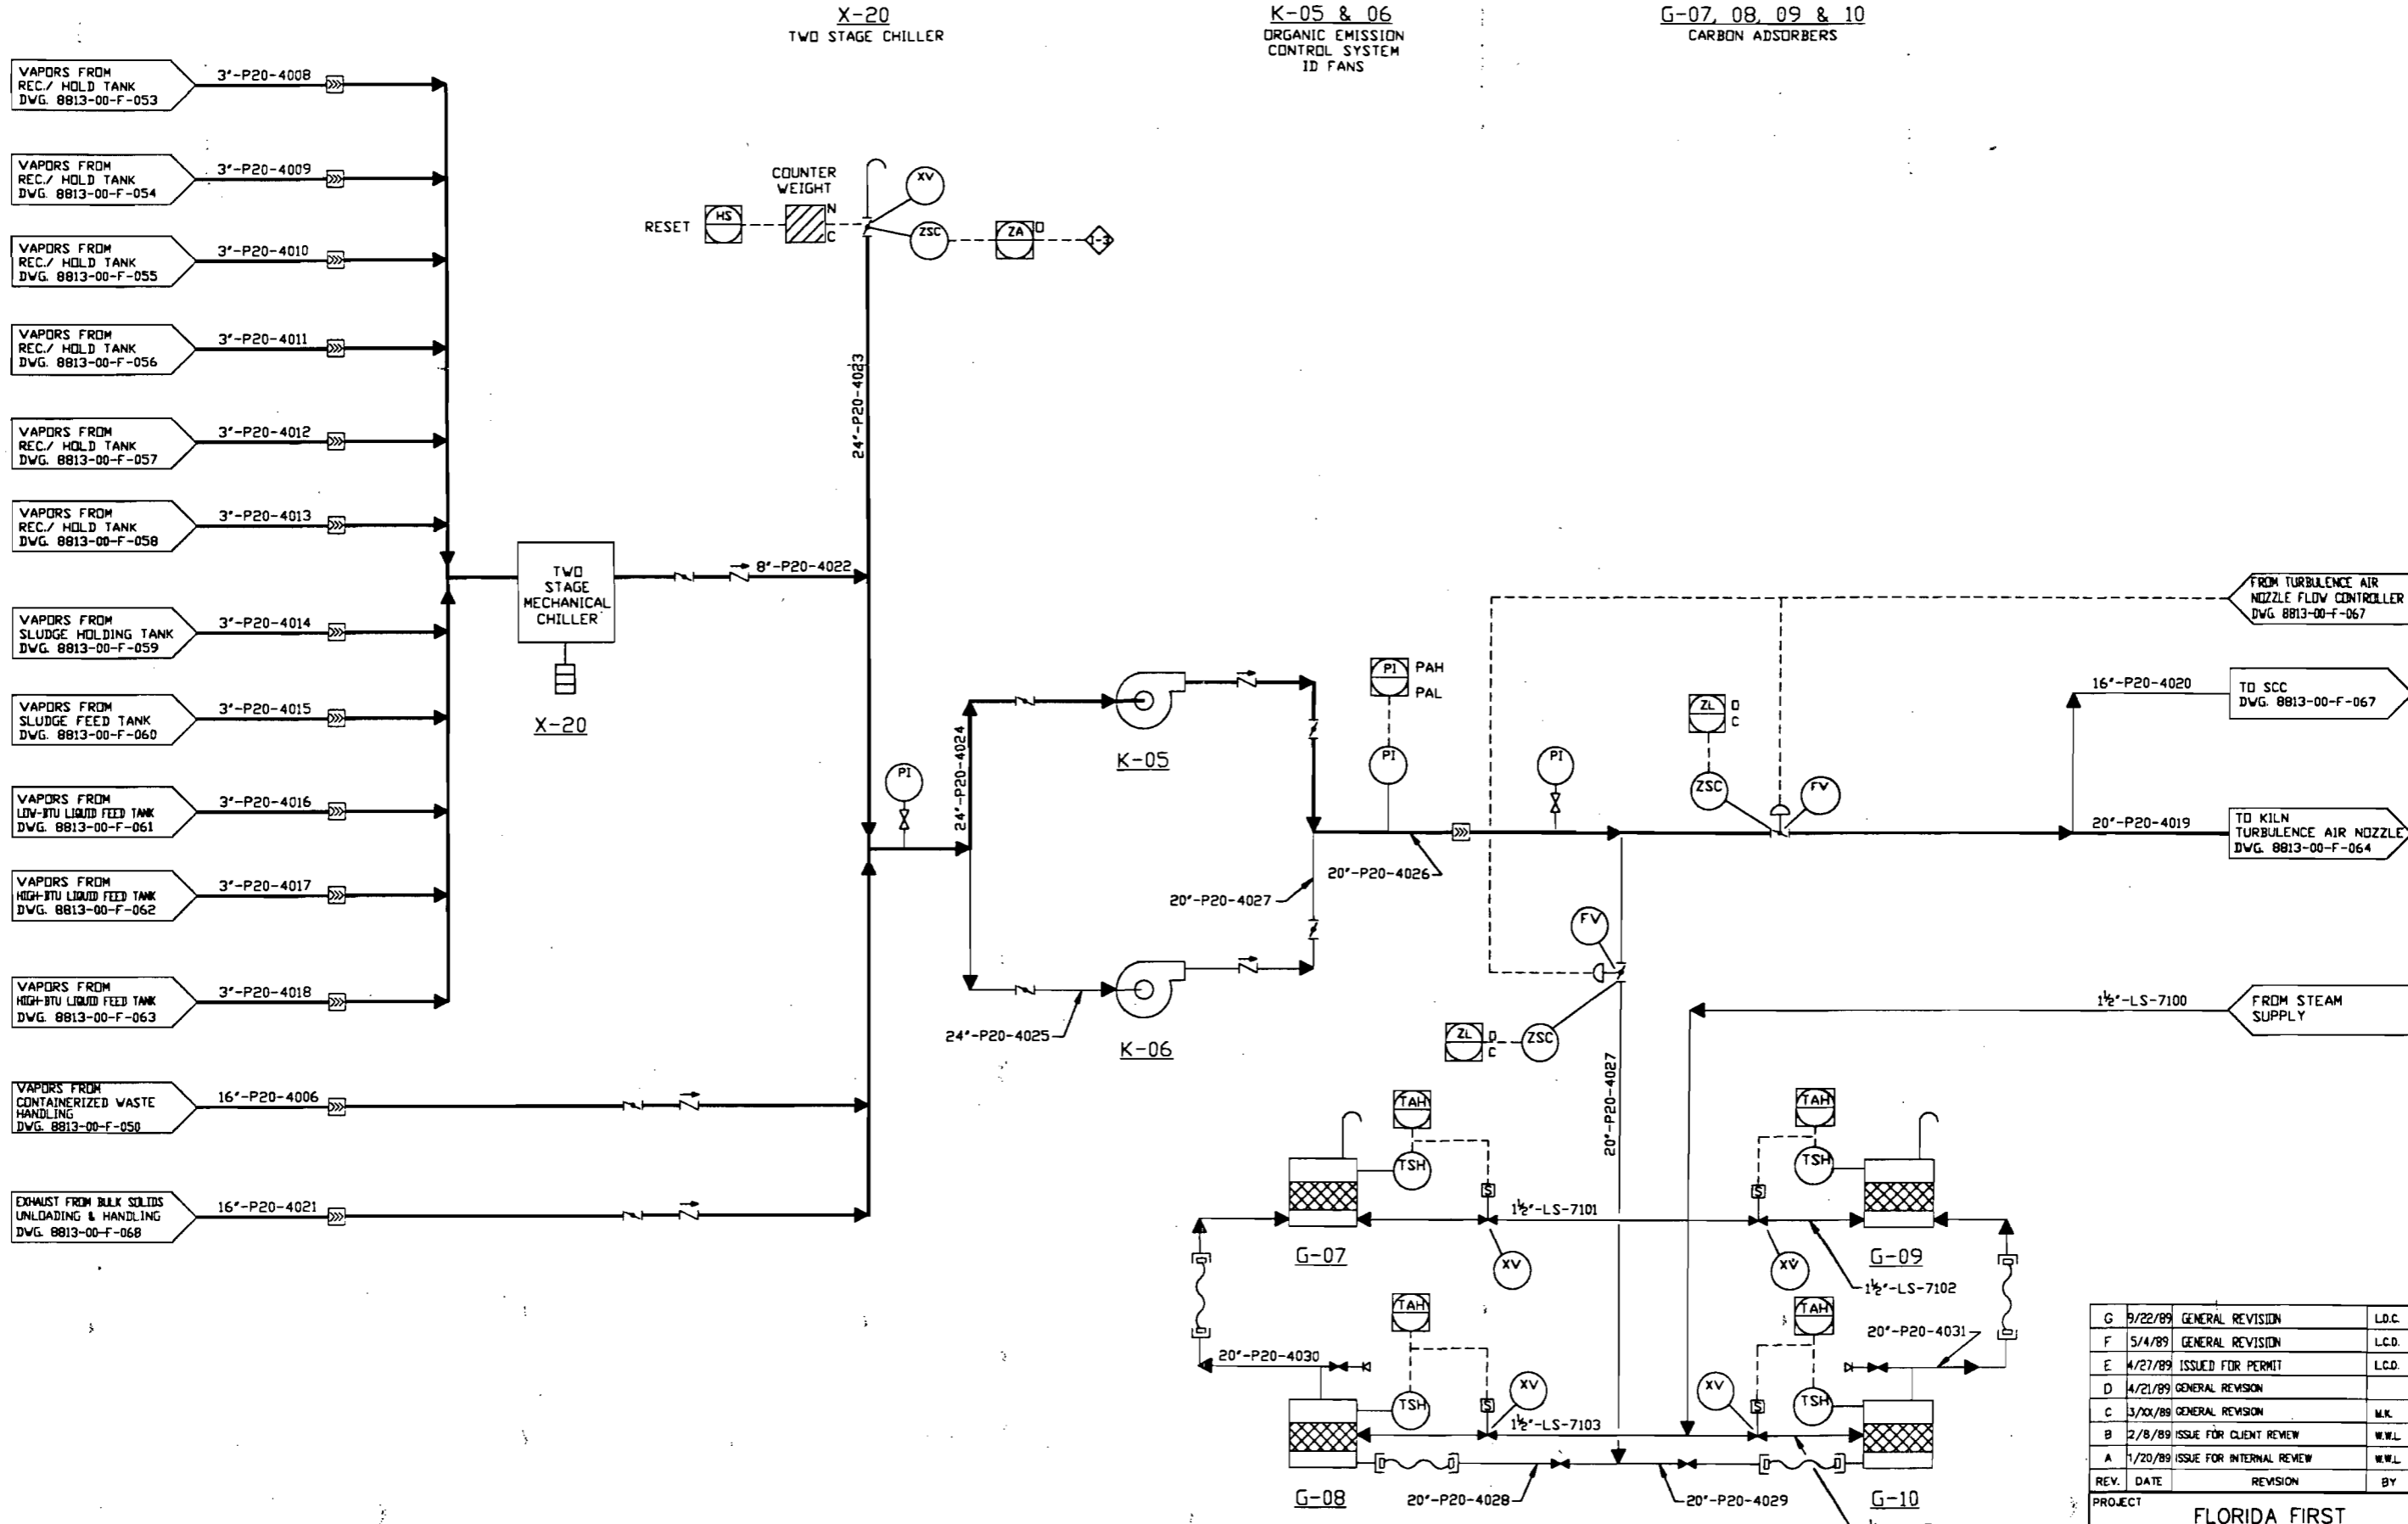 X-20
TWO STAGE CHILLER
K-05 & 06
ORGANIC EMISSION
CONTROL SYSTEM
ID FANS
G-07, 08, 09 & 10
CARBON ADSORBERS
VAPORS FROM
REC./ HOLD TANK
DWG. 8813-00-F-053
3"-P20-4008
VAPORS FROM
REC./ HOLD TANK
DWG. 8813-00-F-054
3"-P20-4009
VAPORS FROM
REC./ HOLD TANK
DWG. 8813-00-F-055
3"-P20-4010
VAPORS FROM
REC./ HOLD TANK
DWG. 8813-00-F-056
3"-P20-4011
VAPORS FROM
REC./ HOLD TANK
DWG. 8813-00-F-057
3"-P20-4012
VAPORS FROM
REC./ HOLD TANK
DWG. 8813-00-F-058
3"-P20-4013
VAPORS FROM
SLUDGE HOLDING TANK
DWG. 8813-00-F-059
3"-P20-4014
VAPORS FROM
SLUDGE FEED TANK
DWG. 8813-00-F-060
3"-P20-4015
VAPORS FROM
LOW-BTU LIQUID FEED TANK
DWG. 8813-00-F-061
3"-P20-4016
VAPORS FROM
HIGH-BTU LIQUID FEED TANK
DWG. 8813-00-F-062
3"-P20-4017
VAPORS FROM
HIGH-BTU LIQUID FEED TANK
DWG. 8813-00-F-063
3"-P20-4018
VAPORS FROM
CONTAINERIZED WASTE
HANDLING
DWG. 8813-00-F-050
16"-P20-4006
EXHAUST FROM BULK SOLIDS
UNLOADING & HANDLING
DWG. 8813-00-F-068
16"-P20-4021
RESET
HS
COUNTER
WEIGHT
N
C
XV
ZSC
ZA
O
I-3
24"-P20-4023
TWO
STAGE
MECHANICAL
CHILLER
X-20
8"-P20-4022
PI
24"-P20-4024
K-05
24"-P20-4025
K-06
PI
PAH
PAL
PI
20"-P20-4027
20"-P20-4026
PI
ZL
O
C
ZSC
FV
FROM TURBULENCE AIR
NOZZLE FLOW CONTROLLER
DWG. 8813-00-F-067
16"-P20-4020
TO SCC
DWG. 8813-00-F-067
20"-P20-4019
TO KILN
TURBULENCE AIR NOZZLE
DWG. 8813-00-F-064
FV
ZL
O
C
ZSC
20"-P20-4027
1½"-LS-7100
FROM STEAM
SUPPLY
TAH
TSH
S
1½"-LS-7101
XV
G-07
TAH
TSH
S
XV
G-09
1½"-LS-7102
20"-P20-4030
TAH
TSH
S
XV
1½"-LS-7103
G-08
20"-P20-4028
TAH
TSH
S
XV
20"-P20-4031
20"-P20-4029
G-10
G 9/22/89 GENERAL REVISION L.D.C.
F 5/4/89 GENERAL REVISION L.C.D.
E 4/27/89 ISSUED FOR PERMIT L.C.D.
D 4/21/89 GENERAL REVISION
C 3/XX/89 GENERAL REVISION M.K.
B 2/8/89 ISSUE FOR CLIENT REVIEW W.W.L.
A 1/20/89 ISSUE FOR INTERNAL REVIEW W.W.L.
REV. DATE REVISION BY
PROJECT
FLORIDA FIRST